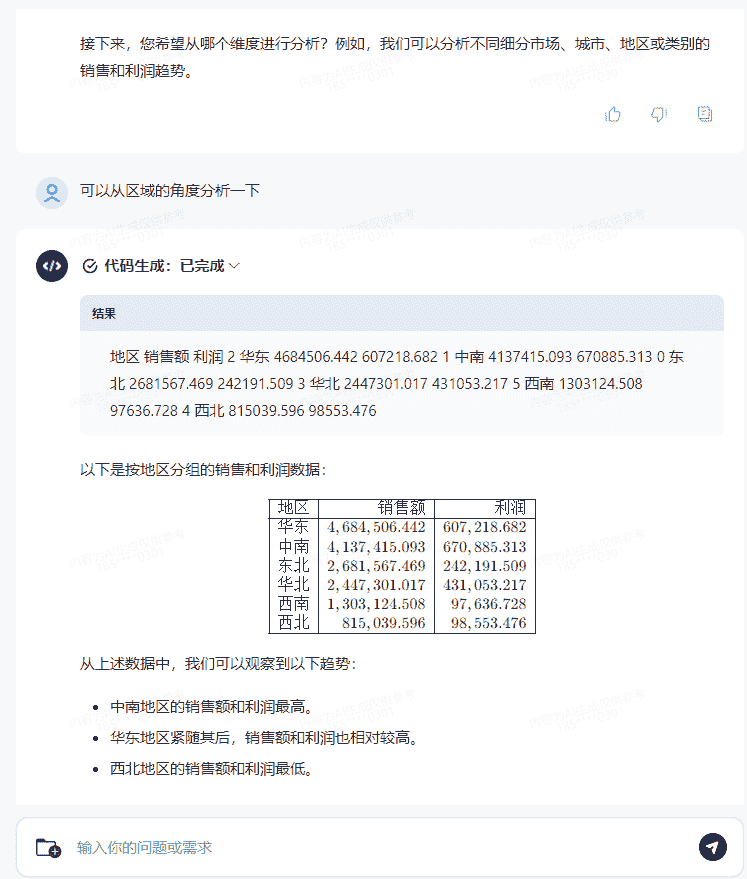 接下来，您希望从哪个维度进行分析？例如，我们可以分析不同细分市场、城市、地区或类别的
销售和利润趋势。
可以从区域的角度分析一下
代码生成：已完成
结果
地区 销售额 利润 2 华东 4684506.442 607218.682 1 中南 4137415.093 670885.313 0 东
北 2681567.469 242191.509 3 华北 2447301.017 431053.217 5 西南 1303124.508
97636.728 4 西北 815039.596 98553.476
以下是按地区分组的销售和利润数据：
地区 销售额 利润
华东 4,684,506.442 607,218.682
中南 4,137,415.093 670,885.313
东北 2,681,567.469 242,191.509
华北 2,447,301.017 431,053.217
西南 1,303,124.508 97,636.728
西北 815,039.596 98,553.476
从上述数据中，我们可以观察到以下趋势：
• 中南地区的销售额和利润最高。
• 华东地区紧随其后，销售额和利润也相对较高。
• 西北地区的销售额和利润最低。
输入你的问题或需求